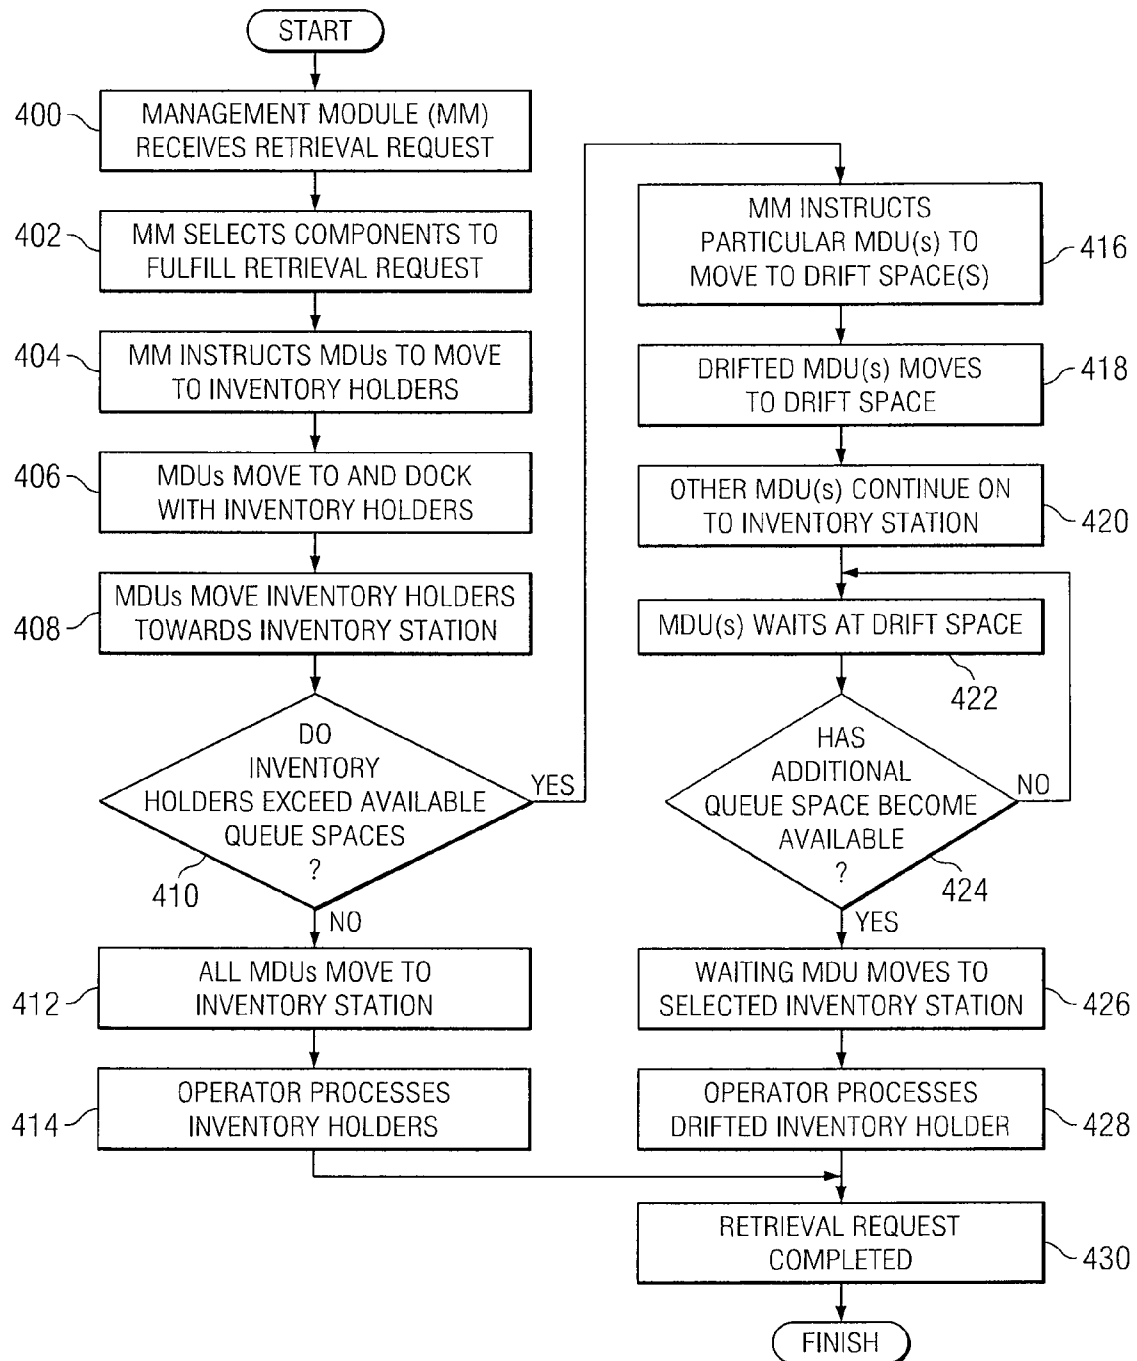 START
400
MANAGEMENT MODULE (MM)
RECEIVES RETRIEVAL REQUEST
402
MM SELECTS COMPONENTS TO
FULFILL RETRIEVAL REQUEST
404
MM INSTRUCTS MDUs TO MOVE
TO INVENTORY HOLDERS
406
MDUs MOVE TO AND DOCK
WITH INVENTORY HOLDERS
408
MDUs MOVE INVENTORY HOLDERS
TOWARDS INVENTORY STATION
DO
INVENTORY
HOLDERS EXCEED AVAILABLE
QUEUE SPACES
?
YES
410
NO
412
ALL MDUs MOVE TO
INVENTORY STATION
414
OPERATOR PROCESSES
INVENTORY HOLDERS
MM INSTRUCTS
PARTICULAR MDU(s) TO
MOVE TO DRIFT SPACE(S)
416
DRIFTED MDU(s) MOVES
TO DRIFT SPACE
418
OTHER MDU(s) CONTINUE ON
TO INVENTORY STATION
420
MDU(s) WAITS AT DRIFT SPACE
422
HAS
ADDITIONAL
QUEUE SPACE BECOME
AVAILABLE
?
NO
424
YES
WAITING MDU MOVES TO
SELECTED INVENTORY STATION
426
OPERATOR PROCESSES
DRIFTED INVENTORY HOLDER
428
RETRIEVAL REQUEST
COMPLETED
430
FINISH